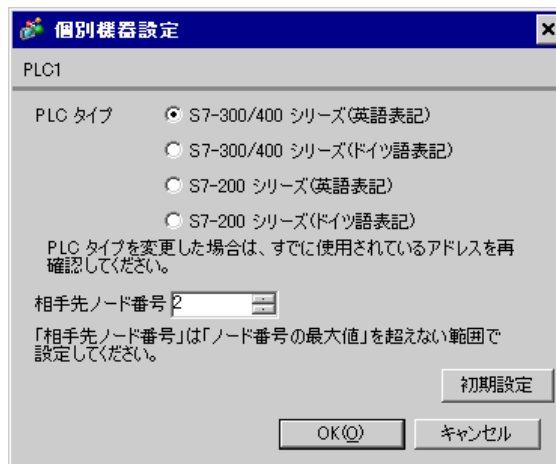 個別機器設定
PLC1
PLC タイプ
S7-300/400 シリーズ(英語表記)
S7-300/400 シリーズ(ドイツ語表記)
S7-200 シリーズ(英語表記)
S7-200 シリーズ(ドイツ語表記)
PLC タイプを変更した場合は、すでに使用されているアドレスを再
確認してください。
相手先ノード番号 2
「相手先ノード番号」は「ノード番号の最大値」を超えない範囲で
設定してください。
初期設定
OK(O) キャンセル